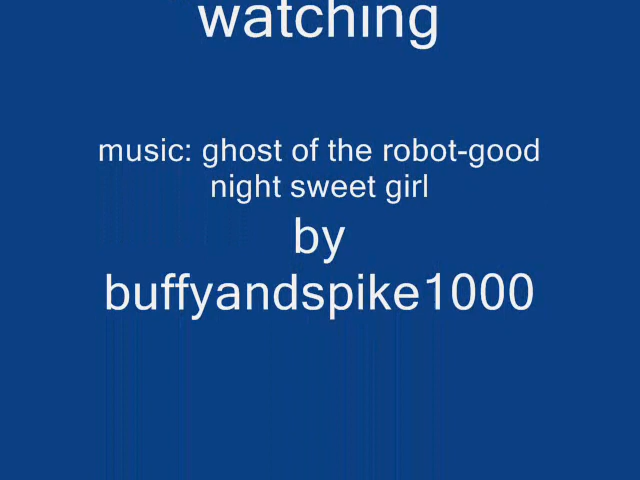 watching
music: ghost of the robot-good
night sweet girl
by
buffyandspike1000